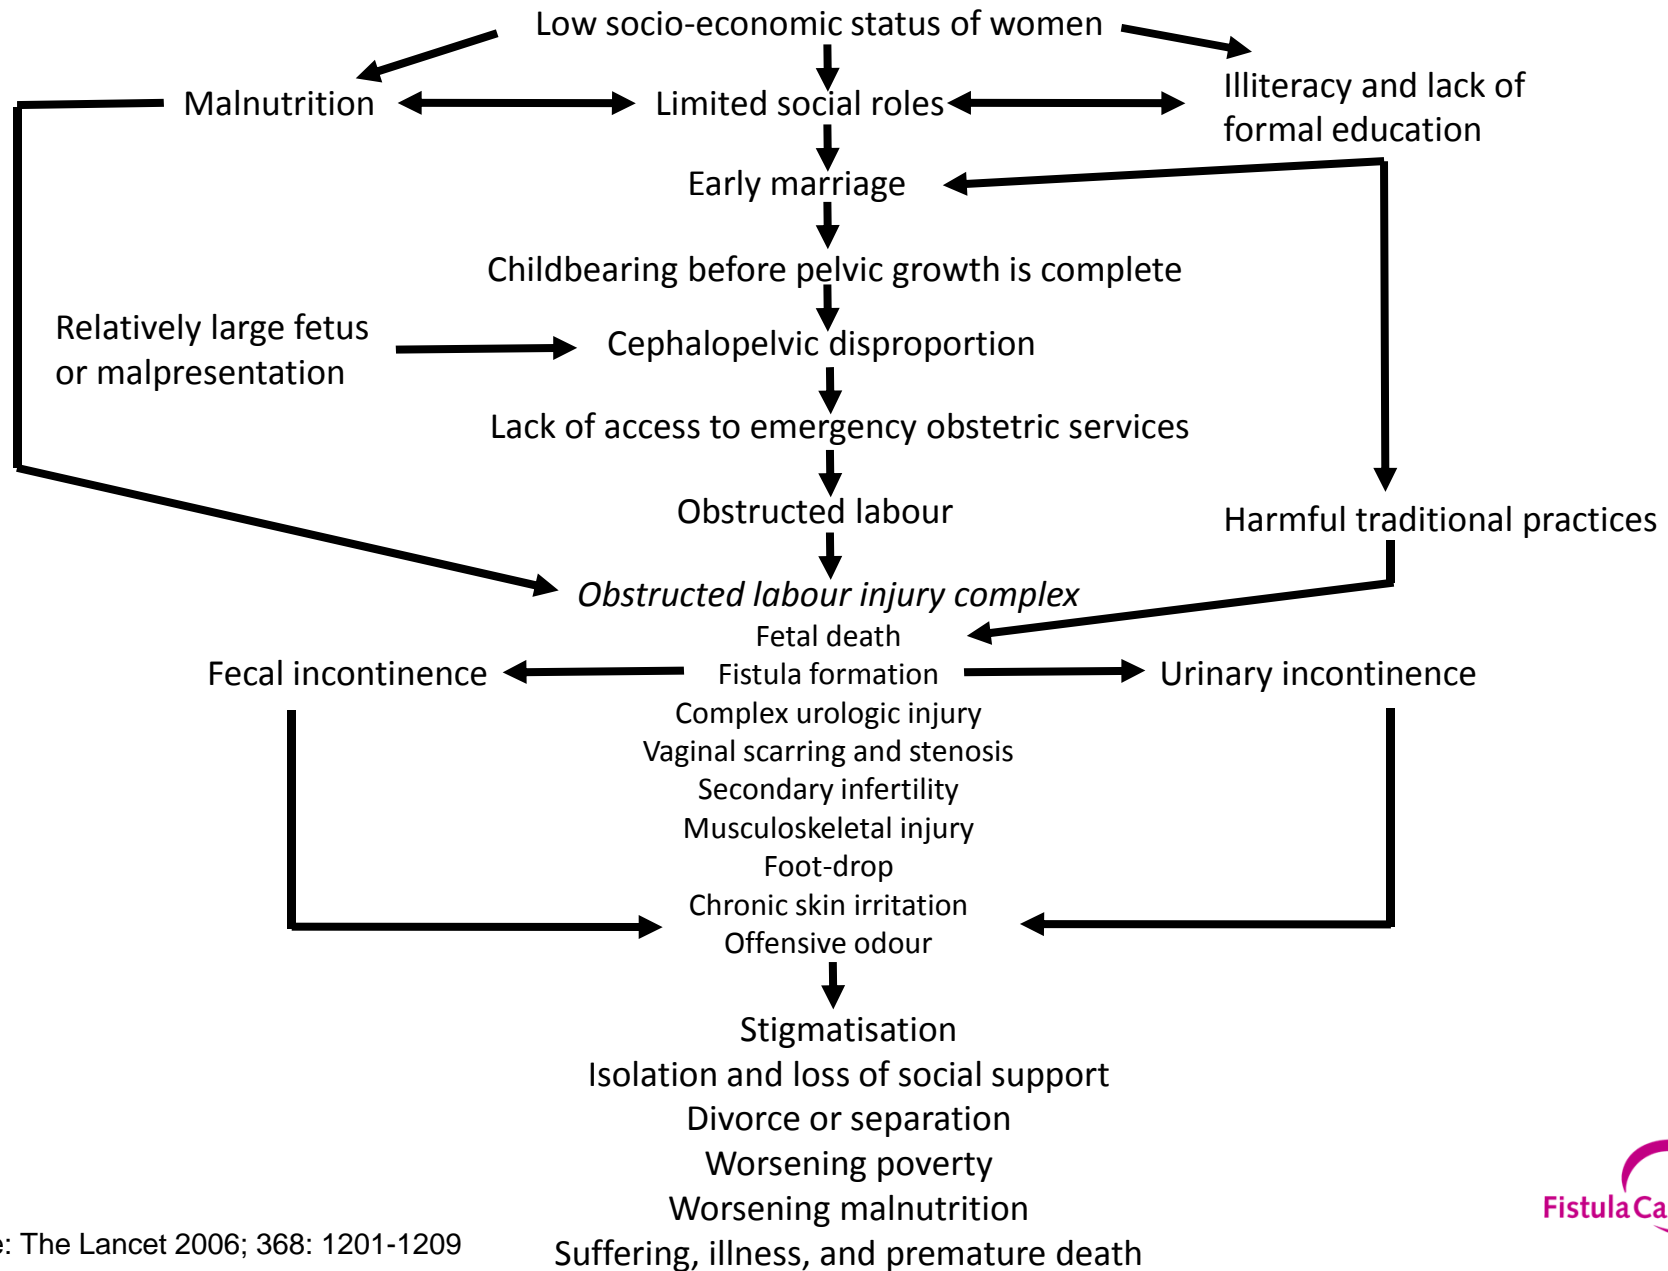 Low socio-economic status of women
Malnutrition
Limited social roles
Illiteracy and lack of
formal education
Early marriage
Childbearing before pelvic growth is complete
Relatively large fetus
or malpresentation
Cephalopelvic disproportion
Lack of access to emergency obstetric services
Obstructed labour
Harmful traditional practices
Obstructed labour injury complex
Fetal death
Fecal incontinence
Fistula formation
Urinary incontinence
Complex urologic injury
Vaginal scarring and stenosis
Secondary infertility
Musculoskeletal injury
Foot-drop
Chronic skin irritation
Offensive odour
Stigmatisation
Isolation and loss of social support
Divorce or separation
Worsening poverty
Worsening malnutrition
Suffering, illness, and premature death
e: The Lancet 2006; 368: 1201-1209
Fistula Ca